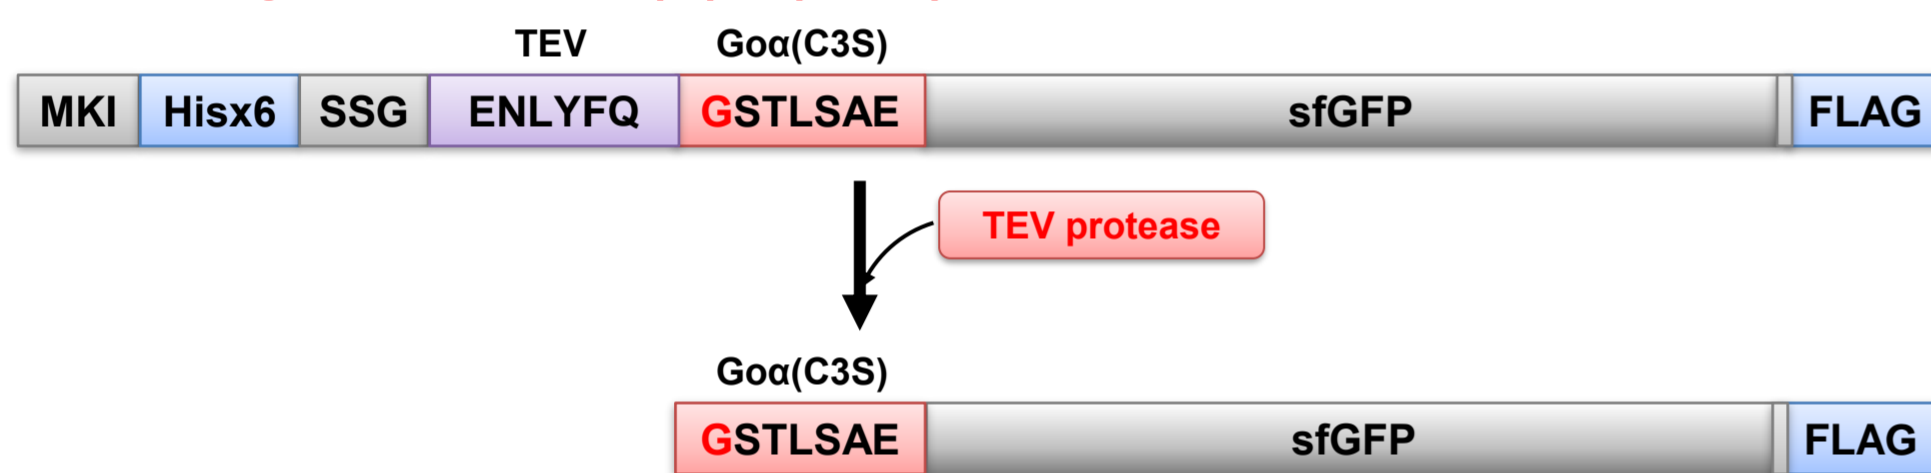 TEV Goα(C3S)
MKI Hisx6 SSG ENLYFQ GSTLSAE sfGFP FLAG
TEV protease
Goα(C3S)
GSTLSAE sfGFP FLAG